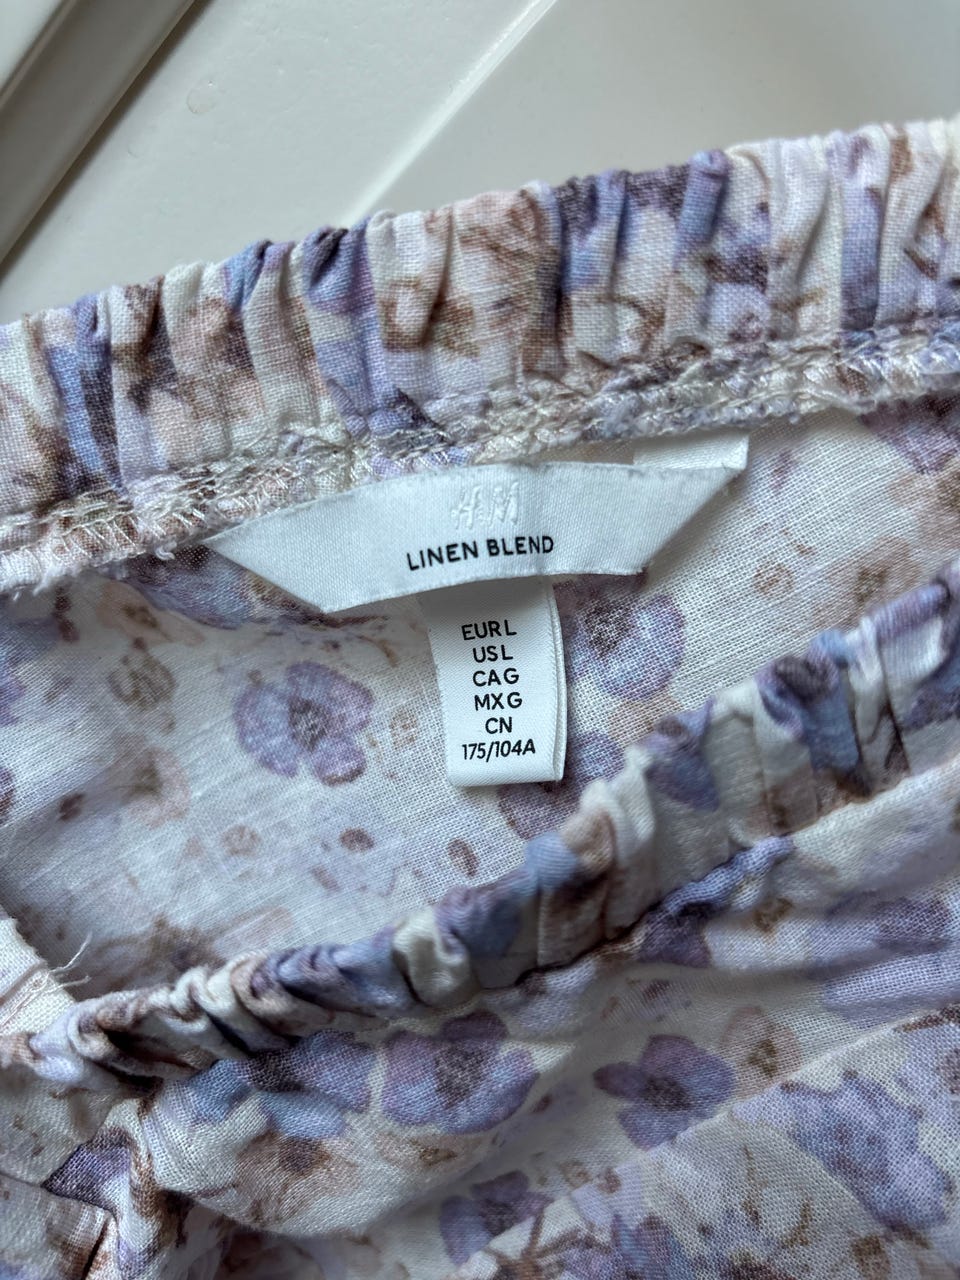 H&M
LINEN BLEND
EUR L
US L
CA G
MX G
CN
175/104A